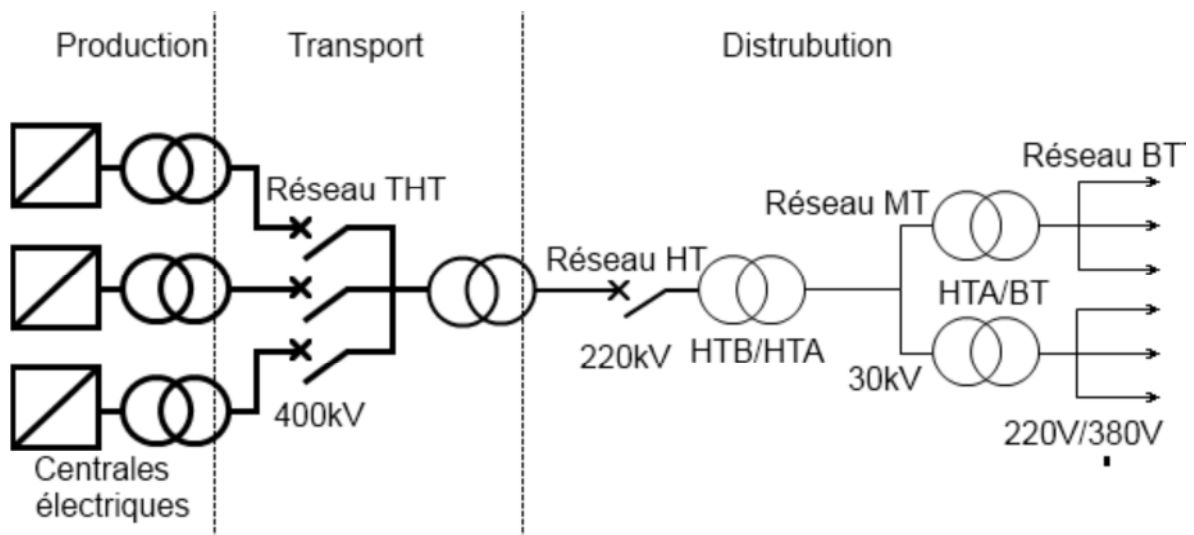 Production
Transport
Distrubution
Réseau THT
400kV
Centrales
électriques
Réseau HT
220kV
HTB/HTA
Réseau MT
30kV
HTA/BT
Réseau BTT
220V/380V